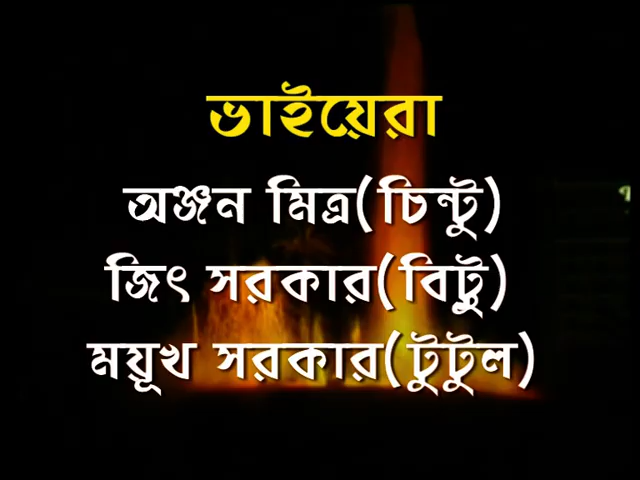 ভাইয়েরা
অঞ্জন মিত্র(চিন্টু)
জিৎ সরকার(বিট্টু)
ময়ূখ সরকার(টুটুল)